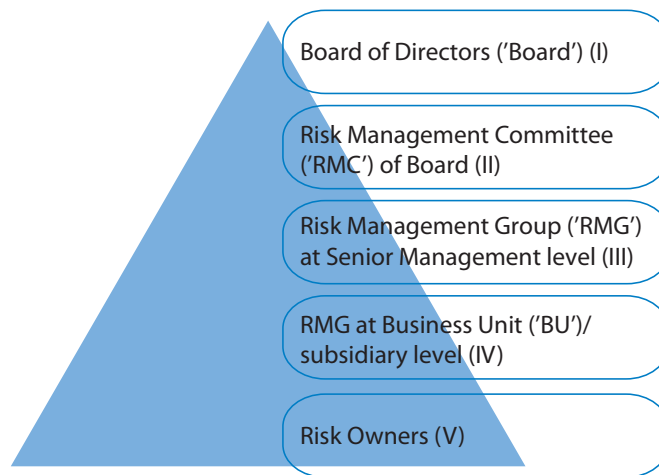 Board of Directors (’Board’) (I)
Risk Management Committee
(’RMC’) of Board (II)
Risk Management Group (’RMG’)
at Senior Management level (III)
RMG at Business Unit (’BU’)/
subsidiary level (IV)
Risk Owners (V)